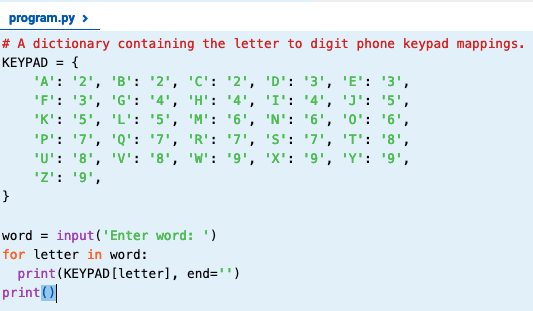 program.py >
# A dictionary containing the letter to digit phone keypad mappings.
KEYPAD = {
    'A': '2', 'B': '2', 'C': '2', 'D': '3', 'E': '3',
    'F': '3', 'G': '4', 'H': '4', 'I': '4', 'J': '5',
    'K': '5', 'L': '5', 'M': '6', 'N': '6', 'O': '6',
    'P': '7', 'Q': '7', 'R': '7', 'S': '7', 'T': '8',
    'U': '8', 'V': '8', 'W': '9', 'X': '9', 'Y': '9',
    'Z': '9',
}

word = input('Enter word: ')
for letter in word:
  print(KEYPAD[letter], end='')
print()